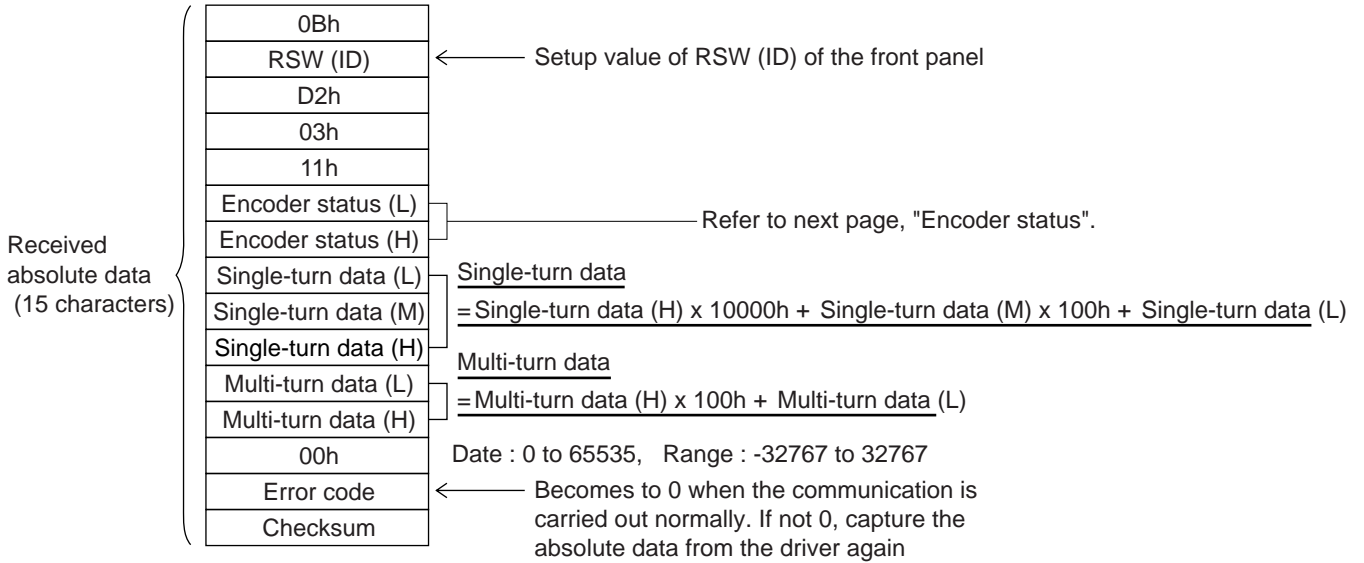 0Bh
RSW (ID)
Setup value of RSW (ID) of the front panel
D2h
03h
11h
Encoder status (L)
Refer to next page, "Encoder status".
Encoder status (H)
Received
absolute data
(15 characters)
Single-turn data (L)
Single-turn data (M)
Single-turn data (H)
Single-turn data
=Single-turn data (H) x 10000h + Single-turn data (M) x 100h + Single-turn data (L)
Multi-turn data (L)
Multi-turn data (H)
Multi-turn data
=Multi-turn data (H) x 100h + Multi-turn data (L)
00h
Date : 0 to 65535, Range : -32767 to 32767
Error code
Becomes to 0 when the communication is
carried out normally. If not 0, capture the
absolute data from the driver again
Checksum